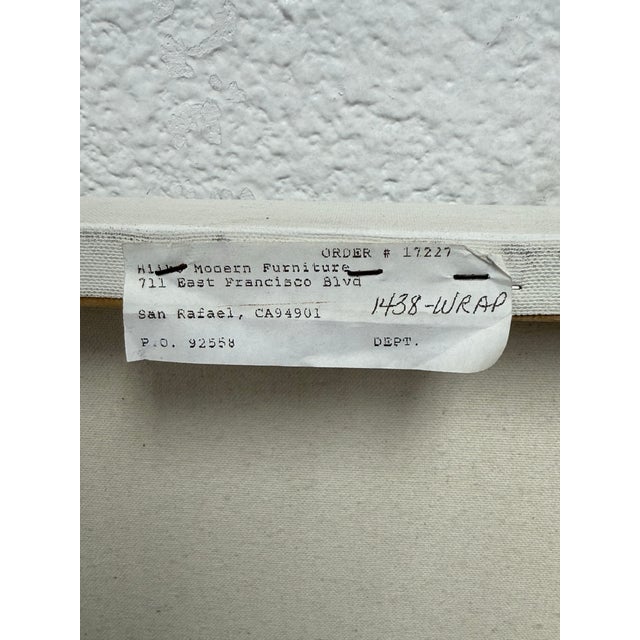 ORDER # 17227
Modern Furniture
711 East Francisco Blvd
San Rafael, CA94901
1438-WRAP
P.O. 92558 DEPT.